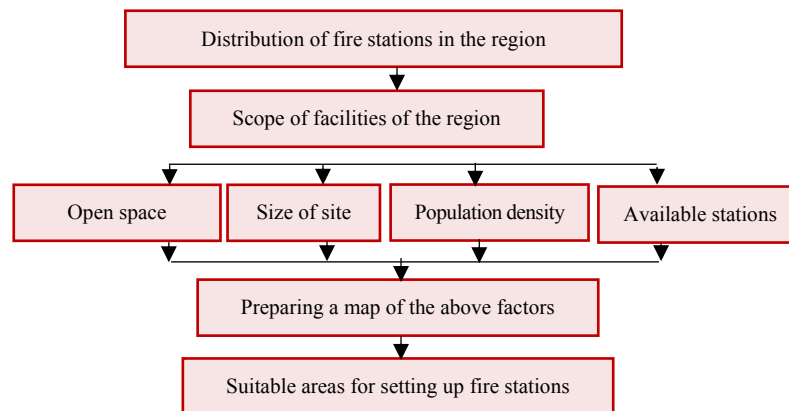 Distribution of fire stations in the region
Scope of facilities of the region
Open space
Size of site
Population density
Available stations
Preparing a map of the above factors
Suitable areas for setting up fire stations